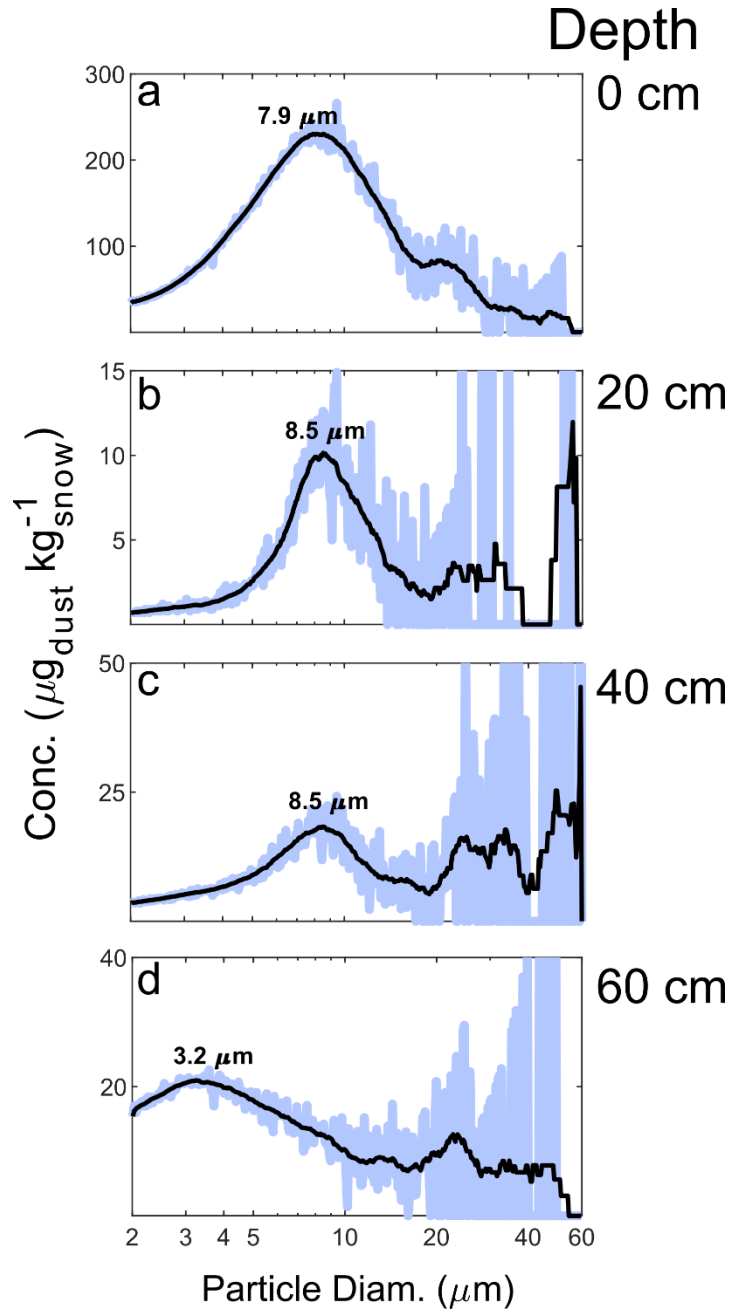 Depth
300
a
0 cm
7.9 μm
200
100
15
b
20 cm
8.5 μm
10
5
50
c
40 cm
8.5 μm
25
40
d
60 cm
3.2 μm
20
2 3 4 5 10 20 40 60
Particle Diam. (μm)
Conc. (μg_dust kg⁻¹_snow)